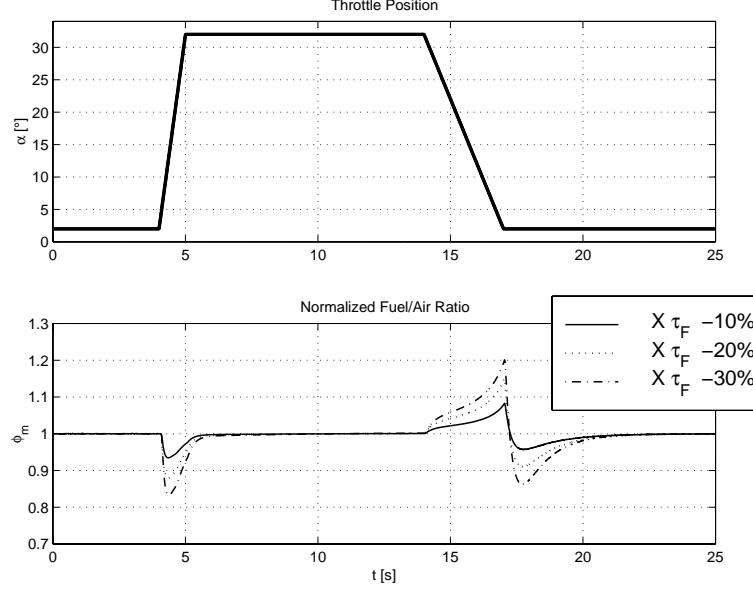 Throttle Position
30
25
20
15
10
5
0
α [°]
0 5 10 15 20 25
Normalized Fuel/Air Ratio
X τF −10%
X τF −20%
X τF −30%
1.3
1.2
1.1
1
0.9
0.8
0.7
ϕm
0 5 10 15 20 25
t [s]